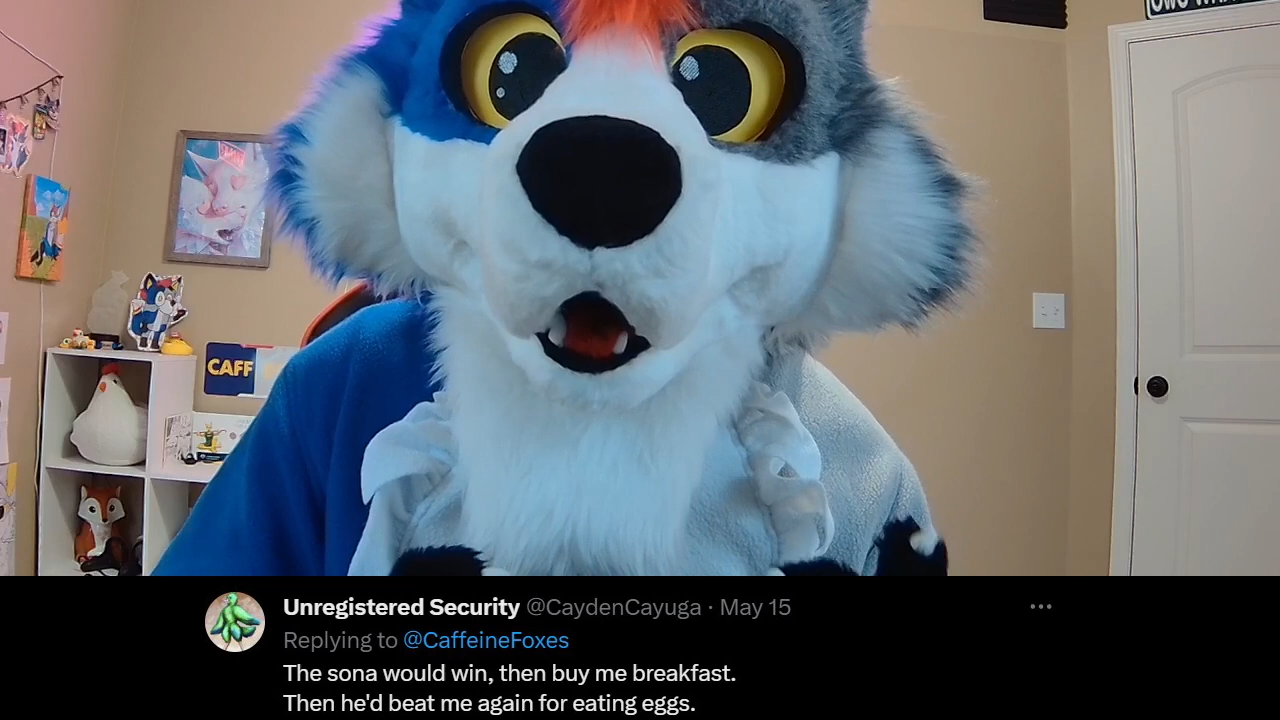 CAFF
Unregistered Security @CaydenCayuga · May 15
Replying to @CaffeineFoxes
The sona would win, then buy me breakfast.
Then he'd beat me again for eating eggs.